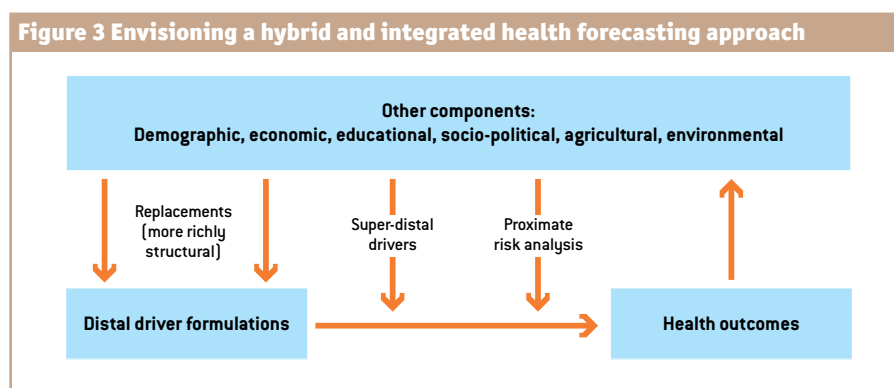 Figure 3 Envisioning a hybrid and integrated health forecasting approach
Other components:
Demographic, economic, educational, socio-political, agricultural, environmental
Replacements
(more richly
structural)
Super-distal
drivers
Proximate
risk analysis
Distal driver formulations
Health outcomes